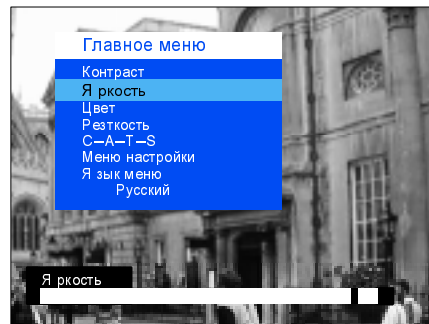 Главное меню
Контраст
Я ркость
Цвет
Резткость
C–A–T–S
Меню настройки
Я зык меню
Русский
Я ркость